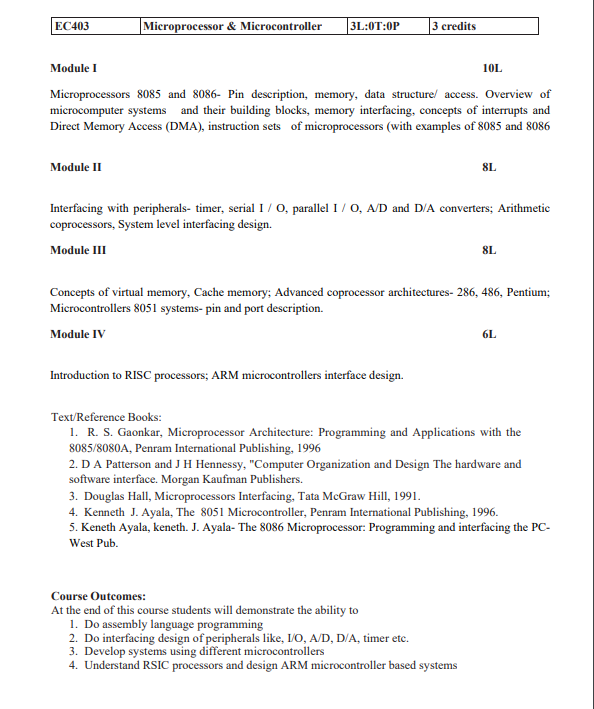 EC403 Microprocessor & Microcontroller 3L:0T:0P 3 credits
Module I 10L
Microprocessors 8085 and 8086- Pin description, memory, data structure/ access. Overview of
microcomputer systems and their building blocks, memory interfacing, concepts of interrupts and
Direct Memory Access (DMA), instruction sets of microprocessors (with examples of 8085 and 8086
Module II 8L
Interfacing with peripherals- timer, serial I / O, parallel I / O, A/D and D/A converters; Arithmetic
coprocessors, System level interfacing design.
Module III 8L
Concepts of virtual memory, Cache memory; Advanced coprocessor architectures- 286, 486, Pentium;
Microcontrollers 8051 systems- pin and port description.
Module IV 6L
Introduction to RISC processors; ARM microcontrollers interface design.
Text/Reference Books:
1. R. S. Gaonkar, Microprocessor Architecture: Programming and Applications with the
8085/8080A, Penram International Publishing, 1996
2. D A Patterson and J H Hennessy, "Computer Organization and Design The hardware and
software interface. Morgan Kaufman Publishers.
3. Douglas Hall, Microprocessors Interfacing, Tata McGraw Hill, 1991.
4. Kenneth J. Ayala, The 8051 Microcontroller, Penram International Publishing, 1996.
5. Keneth Ayala, keneth. J. Ayala- The 8086 Microprocessor: Programming and interfacing the PC-
West Pub.
Course Outcomes:
At the end of this course students will demonstrate the ability to
1. Do assembly language programming
2. Do interfacing design of peripherals like, I/O, A/D, D/A, timer etc.
3. Develop systems using different microcontrollers
4. Understand RSIC processors and design ARM microcontroller based systems